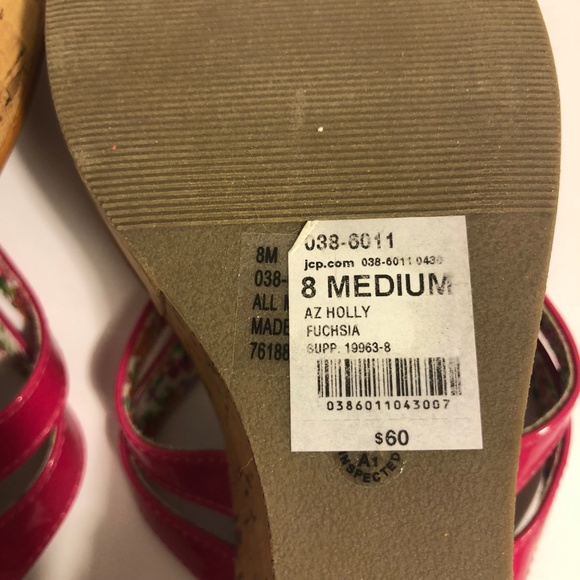 038-6011
jcp.com 038-6011 0430
8 MEDIUM
AZ HOLLY
FUCHSIA
SUPP. 19963-8
0386011043007
$60
8M
038-
ALL M
MADE
76188
A1
INSPECTED